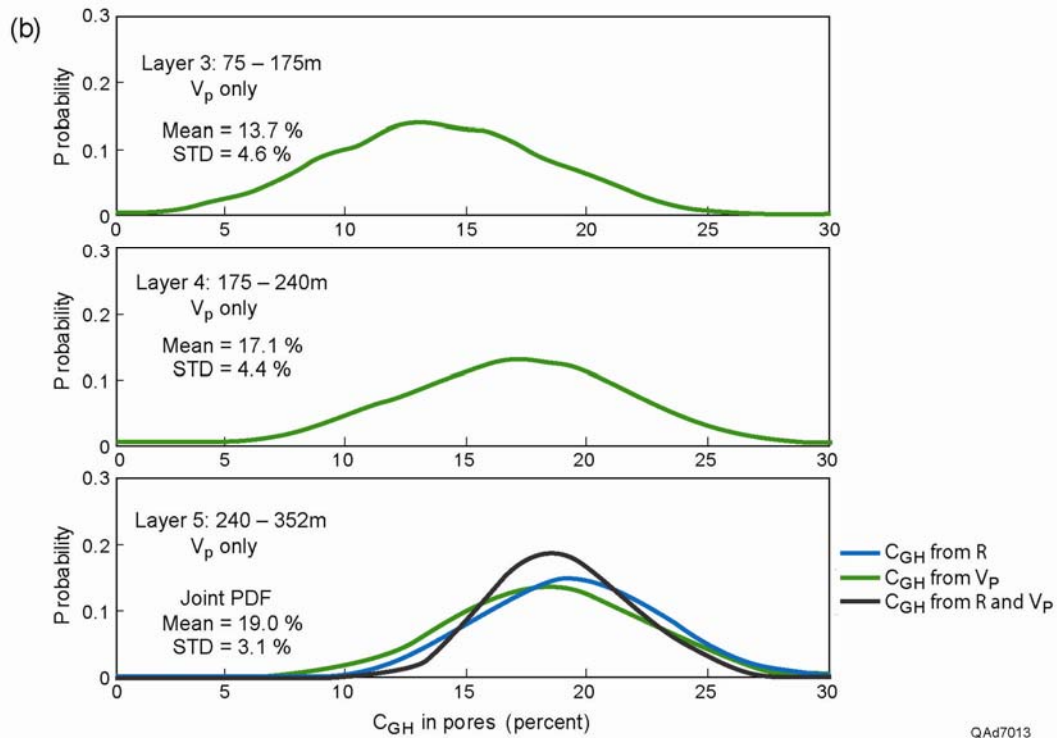 (b)
0.3
0.2
0.1
0
Probability
Layer 3: 75 – 175m
Vp only
Mean = 13.7 %
STD = 4.6 %
0 5 10 15 20 25 30
0.3
0.2
0.1
0
Probability
Layer 4: 175 – 240m
Vp only
Mean = 17.1 %
STD = 4.4 %
0 5 10 15 20 25 30
0.3
0.2
0.1
0
Probability
Layer 5: 240 – 352m
Vp only
Joint PDF
Mean = 19.0 %
STD = 3.1 %
0 5 10 15 20 25 30
CGH in pores (percent)
CGH from R
CGH from VP
CGH from R and VP
QAd7013